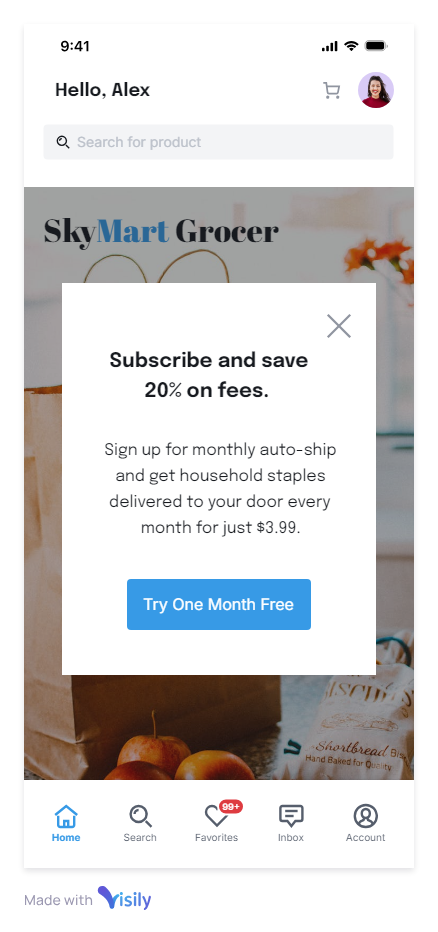 9:41
Hello, Alex
Search for product
SkyMart Grocer
Subscribe and save
20% on fees.
Sign up for monthly auto-ship
and get household staples
delivered to your door every
month for just $3.99.
Try One Month Free
Shortbread Bis
Hand Baked for Quality
99+
Home
Search
Favorites
Inbox
Account
Made with Visily